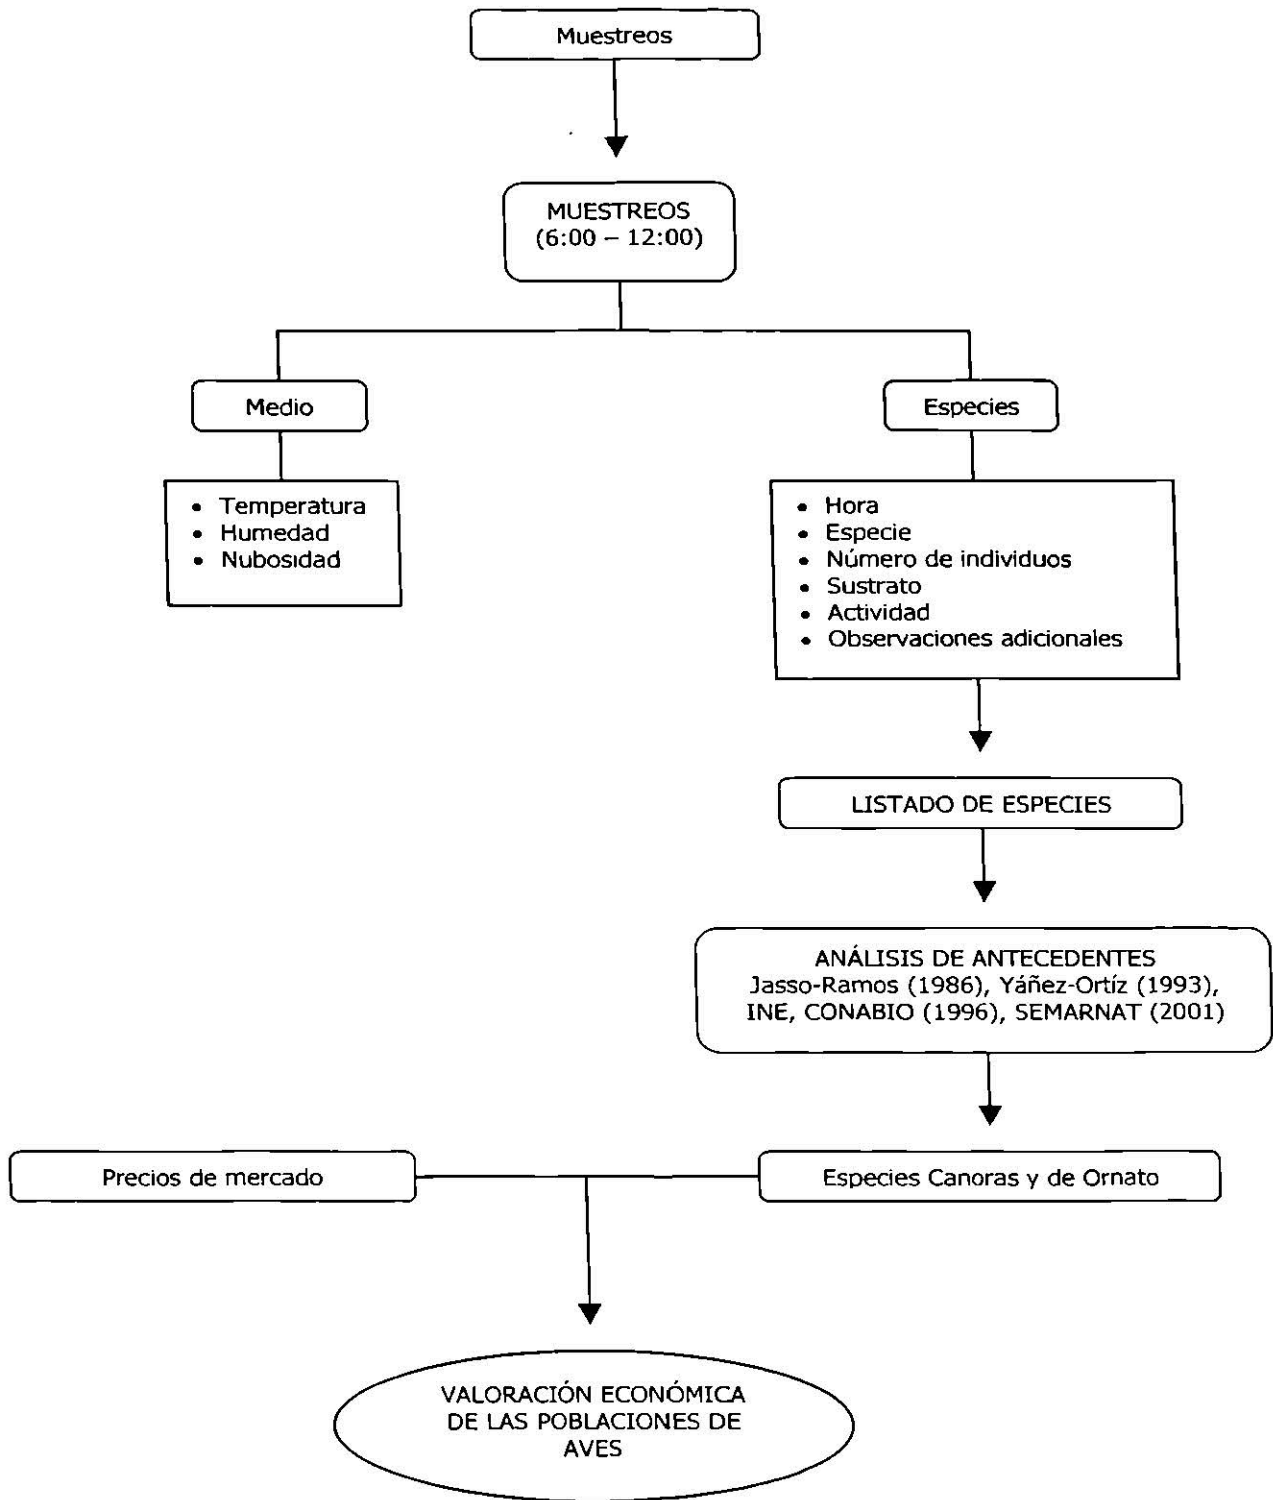 Muestreos
MUESTREOS
(6:00 – 12:00)
Medio
Especies
• Temperatura
• Humedad
• Nubosidad
• Hora
• Especie
• Número de individuos
• Sustrato
• Actividad
• Observaciones adicionales
LISTADO DE ESPECIES
ANÁLISIS DE ANTECEDENTES
Jasso-Ramos (1986), Yáñez-Ortíz (1993),
INE, CONABIO (1996), SEMARNAT (2001)
Precios de mercado
Especies Canoras y de Ornato
VALORACIÓN ECONÓMICA
DE LAS POBLACIONES DE
AVES